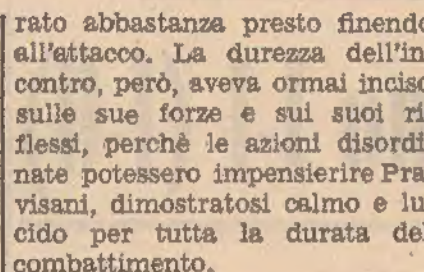 rato abbastanza presto finendo
all'attacco. La durezza dell'in
contro, però, aveva ormai inciso
sulle sue forze e sui suoi ri
flessi, perchè le azioni disordi
nate potessero impensierire Pra
visani, dimostratosi calmo e lu
cido per tutta la durata del
combattimento.